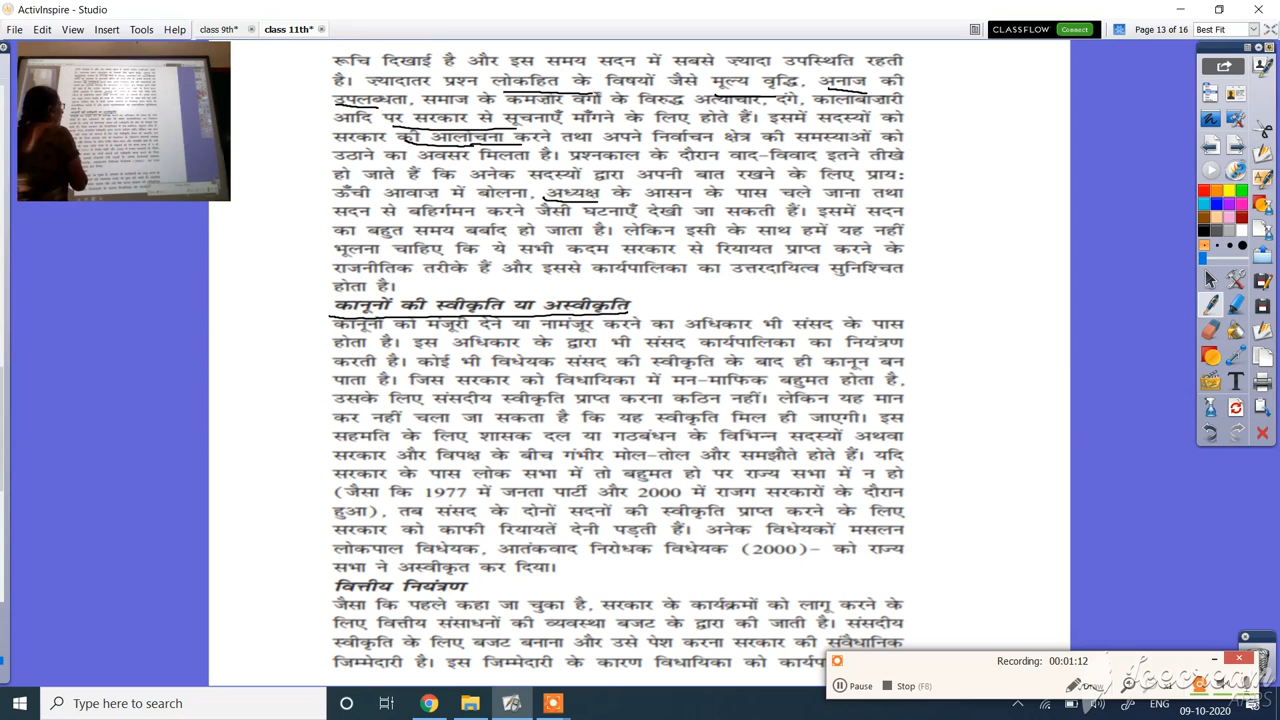 ActivInspire - Studio
File Edit View Insert Tools Help class 9th* class 11th* CLASSFLOW Connect Page 13 of 16 Best Fit
रूचि दिखाई है और इस समय सदन में सबसे ज्यादा उपस्थिति रहती
है। ज्यादातर प्रश्न लोकहित के विषयों जैसे मूल्य वृद्धि, अनाज की
उपलब्धता, समाज के कमजोर वर्गों के विरुद्ध अत्याचार, दंगे, कालाबाजारी
आदि पर सरकार से सूचनाएँ माँगने के लिए होते हैं। इसमें सदस्यों को
सरकार की आलोचना करने तथा अपने निर्वाचन क्षेत्र की समस्याओं को
उठाने का अवसर मिलता है। प्रश्नकाल के दौरान वाद-विवाद इतने तीखे
हो जाते हैं कि अनेक सदस्यों द्वारा अपनी बात रखने के लिए प्राय:
ऊँची आवाज़ में बोलना, अध्यक्ष के आसन के पास चले जाना तथा
सदन से बहिर्गमन करने जैसी घटनाएँ देखी जा सकती हैं। इसमें सदन
का बहुत समय बर्बाद हो जाता है। लेकिन इसी के साथ हमें यह नहीं
भूलना चाहिए कि ये सभी कदम सरकार से रियायत प्राप्त करने के
राजनीतिक तरीके हैं और इससे कार्यपालिका का उत्तरदायित्व सुनिश्चित
होता है।
कानूनों की स्वीकृति या अस्वीकृति
कानूनों को मंजूरी देने या नामंजूर करने का अधिकार भी संसद के पास
होता है। इस अधिकार के द्वारा भी संसद कार्यपालिका का नियंत्रण
करती है। कोई भी विधेयक संसद की स्वीकृति के बाद ही कानून बन
पाता है। जिस सरकार को विधायिका में मन-माफिक बहुमत होता है,
उसके लिए संसदीय स्वीकृति प्राप्त करना कठिन नहीं। लेकिन यह मान
कर नहीं चला जा सकता है कि यह स्वीकृति मिल ही जाएगी। इस
सहमति के लिए शासक दल या गठबंधन के विभिन्न सदस्यों अथवा
सरकार और विपक्ष के बीच गंभीर मोल-तोल और समझौते होते हैं। यदि
सरकार के पास लोक सभा में तो बहुमत हो पर राज्य सभा में न हो
(जैसा कि 1977 में जनता पार्टी और 2000 में राजग सरकारों के दौरान
हुआ), तब संसद के दोनों सदनों की स्वीकृति प्राप्त करने के लिए
सरकार को काफी रियायतें देनी पड़ती हैं। अनेक विधेयकों मसलन
लोकपाल विधेयक, आतंकवाद निरोधक विधेयक (2000)- को राज्य
सभा ने अस्वीकृत कर दिया।
वित्तीय नियंत्रण
जैसा कि पहले कहा जा चुका है, सरकार के कार्यक्रमों को लागू करने के
लिए वित्तीय संसाधनों की व्यवस्था बजट के द्वारा की जाती है। संसदीय
स्वीकृति के लिए बजट बनाना और उसे पेश करना सरकार की संवैधानिक
जिम्मेदारी है। इस जिम्मेदारी के कारण विधायिका को
Recording: 00:01:12
Pause Stop (F8) Draw
icecream
APPS
Type here to search
09-10-2020